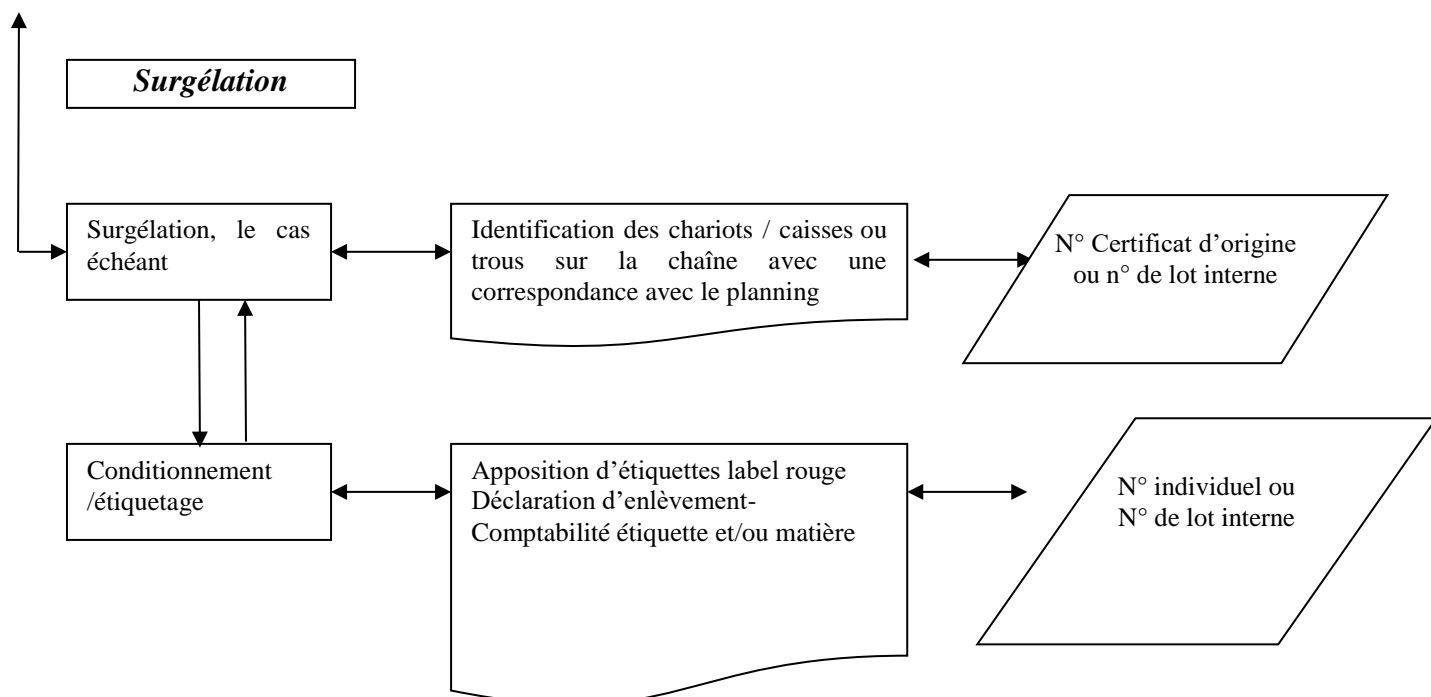 Surgélation
Surgélation, le cas
échéant
Identification des chariots / caisses ou
trous sur la chaîne avec une
correspondance avec le planning
N° Certificat d'origine
ou n° de lot interne
Conditionnement
/étiquetage
Apposition d'étiquettes label rouge
Déclaration d'enlèvement-
Comptabilité étiquette et/ou matière
N° individuel ou
N° de lot interne